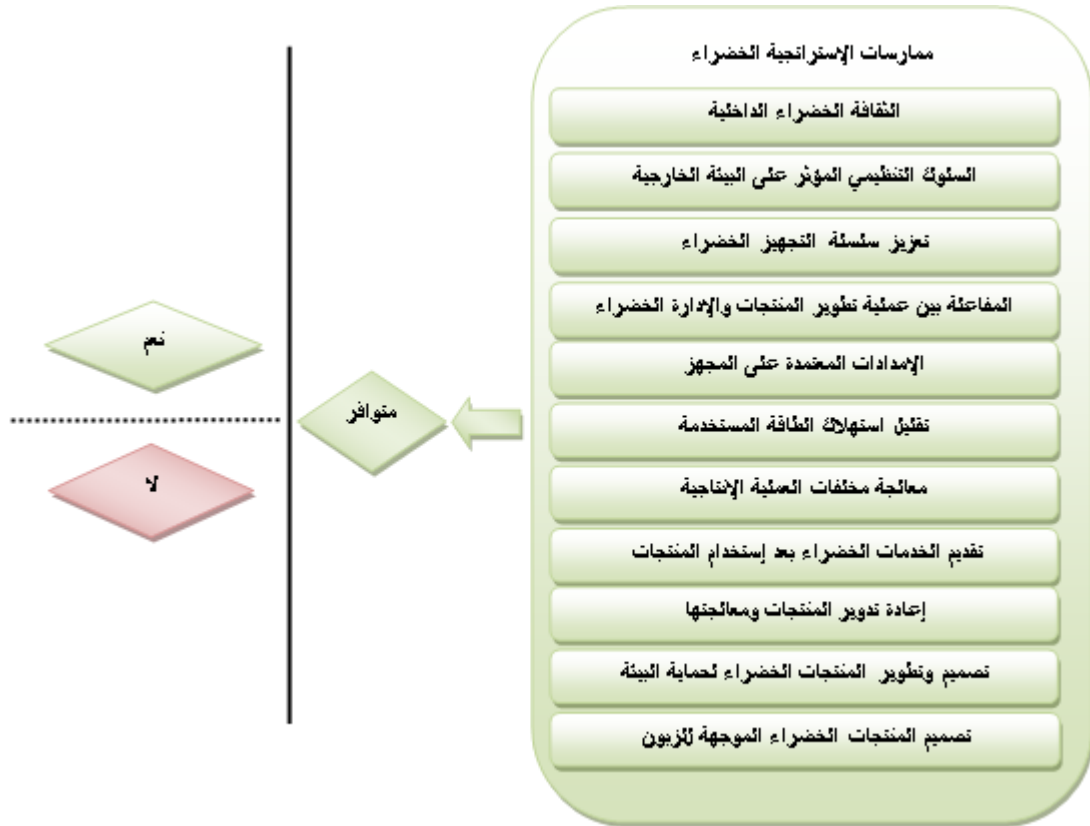 ممارسات الإستراتجية الخضراء
الثقافة الخضراء الداخلية
السلوك التنظيمي المؤثر على البيئة الخارجية
تعزيز سلسلة التجهيز الخضراء
المفاعلة بين عملية تطوير المنتجات والإدارة الخضراء
الإمدادات المعتمدة على المجهز
تقليل استهلاك الطاقة المستخدمة
معالجة مخلفات العملية الإنتاجية
تقديم الخدمات الخضراء بعد إستخدام المنتجات
إعادة تدوير المنتجات ومعالجتها
تصميم وتطوير المنتجات الخضراء لحماية البيئة
تصميم المنتجات الخضراء الموجهة للزبون
متوافر
نعم
لا